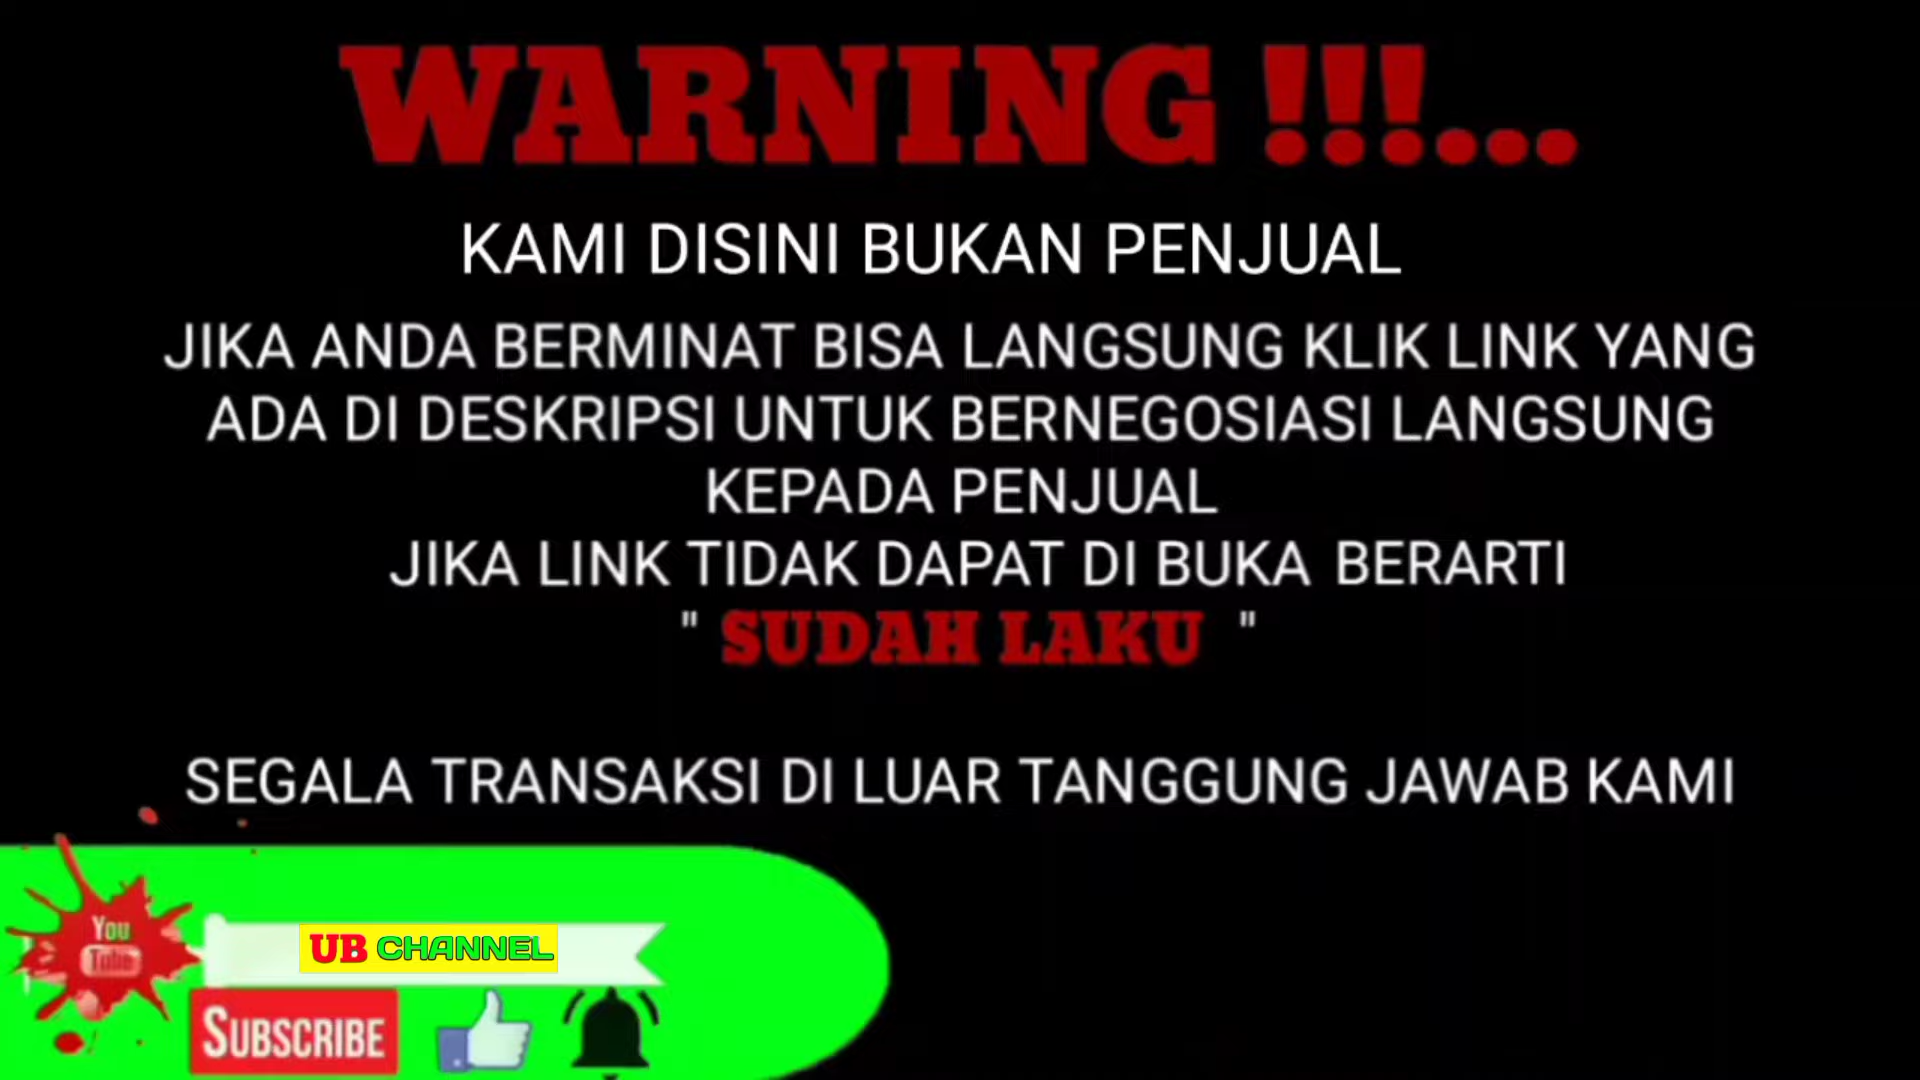 WARNING !!!...
KAMI DISINI BUKAN PENJUAL
JIKA ANDA BERMINAT BISA LANGSUNG KLIK LINK YANG
ADA DI DESKRIPSI UNTUK BERNEGOSIASI LANGSUNG
KEPADA PENJUAL
JIKA LINK TIDAK DAPAT DI BUKA BERARTI
" SUDAH LAKU "
SEGALA TRANSAKSI DI LUAR TANGGUNG JAWAB KAMI
You
Tube
UB CHANNEL
SUBSCRIBE